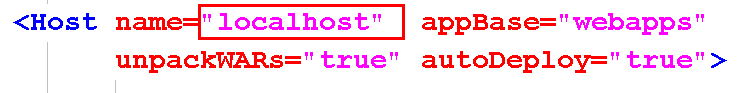 <Host name="localhost" appBase="webapps"
unpackWARs="true" autoDeploy="true">